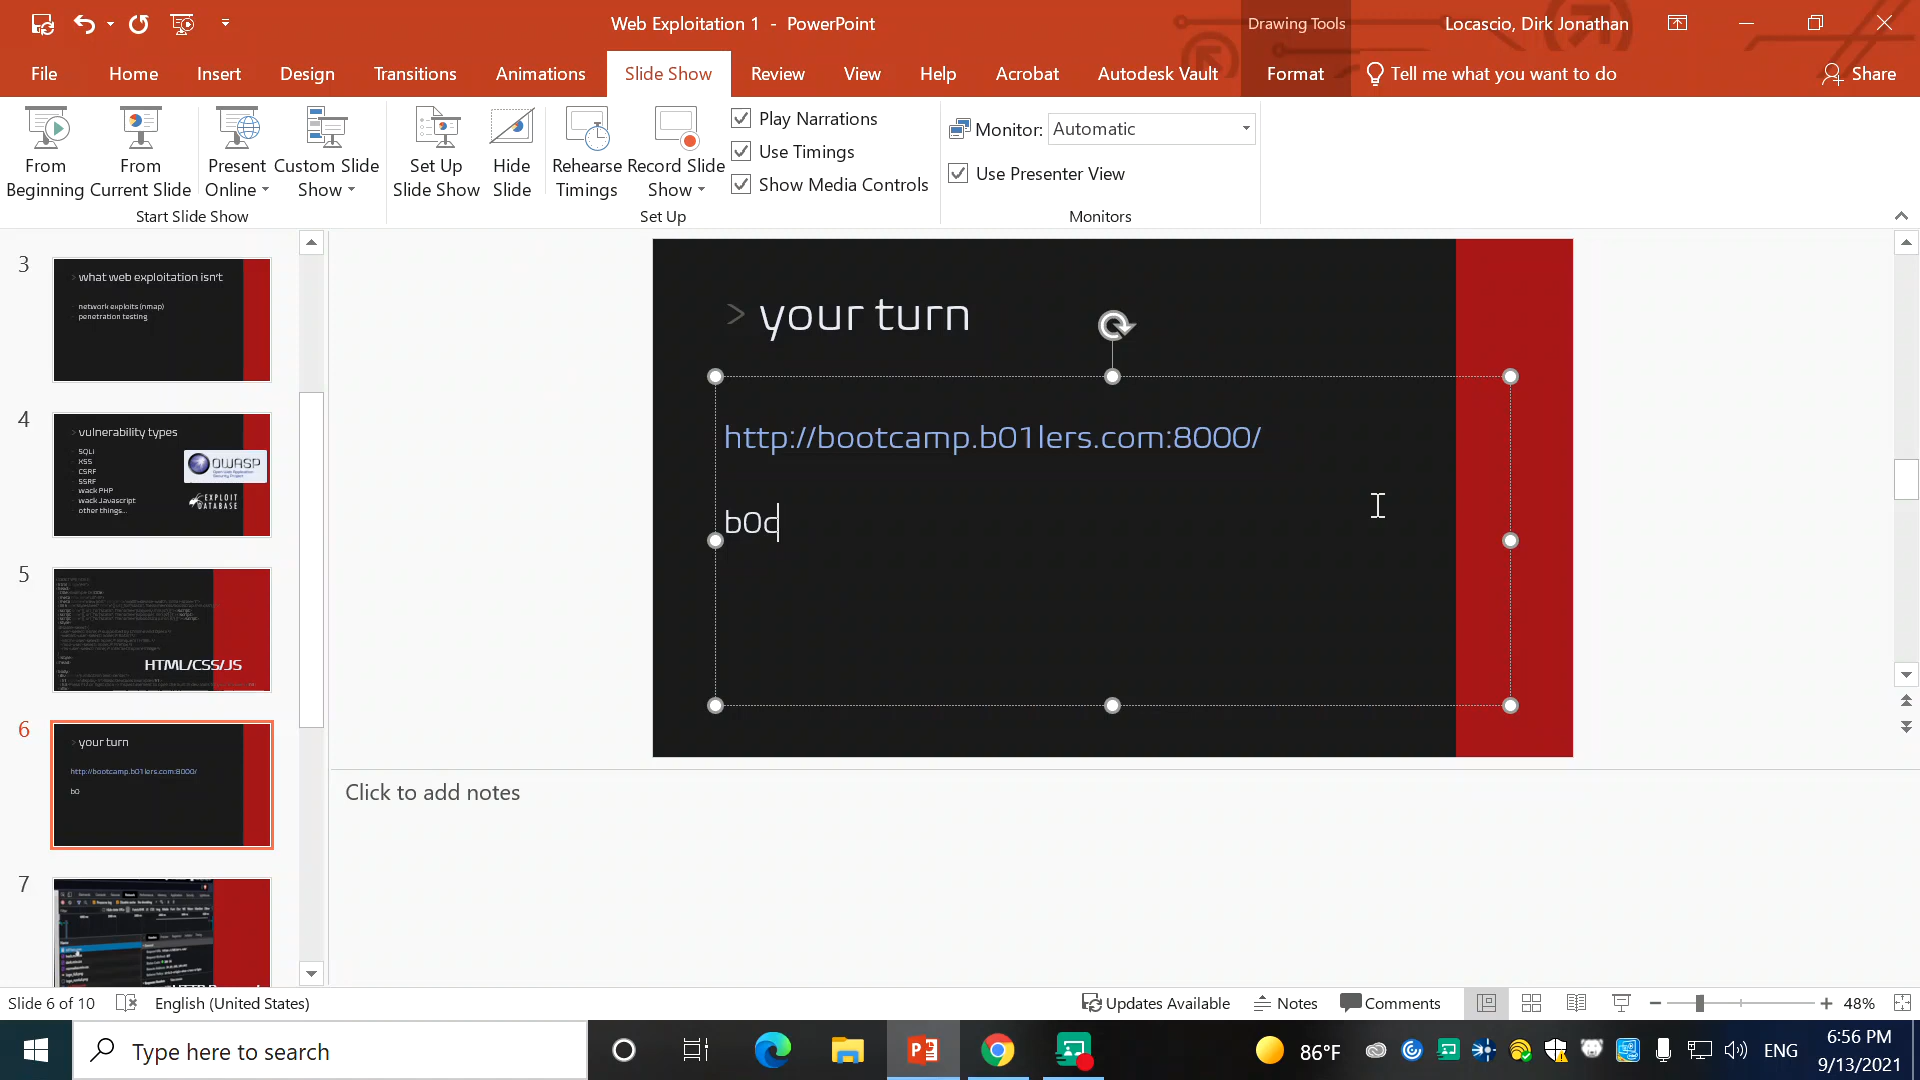 Web Exploitation 1 - PowerPoint
Drawing Tools
Locascio, Dirk Jonathan
File Home Insert Design Transitions Animations Slide Show Review View Help Acrobat Autodesk Vault Format Tell me what you want to do Share
From Beginning
From Current Slide
Present Online
Custom Slide Show
Set Up Slide Show
Hide Slide
Rehearse Timings
Record Slide Show
Play Narrations
Use Timings
Show Media Controls
Monitor: Automatic
Use Presenter View
Start Slide Show
Set Up
Monitors
3
> what web exploitation isn't
network exploits (nmap)
penetration testing
4
> vulnerability types
SQLi
XSS
CSRF
SSRF
wack PHP
wack Javascript
other things...
OWASP
Open Web Application
Security Project
EXPLOIT
DATABASE
5
HTML/CSS/JS
6
> your turn
http://bootcamp.b01lers.com:8000/
b0
7
> your turn
http://bootcamp.b01lers.com:8000/
b0c
Click to add notes
Slide 6 of 10
English (United States)
Updates Available
Notes
Comments
48%
Type here to search
86°F
ENG
6:56 PM
9/13/2021